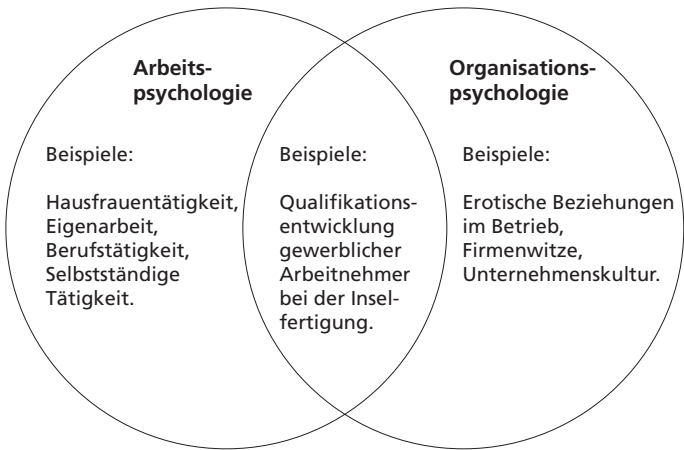 Arbeits-
psychologie
Beispiele:
Hausfrauentätigkeit,
Eigenarbeit,
Berufstätigkeit,
Selbstständige
Tätigkeit.
Beispiele:
Qualifikations-
entwicklung
gewerblicher
Arbeitnehmer
bei der Insel-
fertigung.
Organisations-
psychologie
Beispiele:
Erotische Beziehungen
im Betrieb,
Firmenwitze,
Unternehmenskultur.